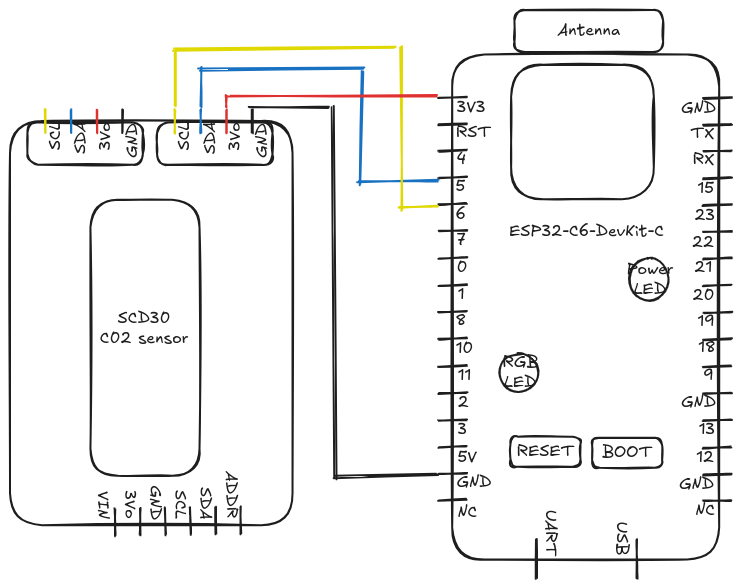 Antenna
SCL
SDA
3Vo
GND
SCL
SDA
3Vo
GND
3V3
RST
4
5
6
7
0
1
8
10
11
2
3
5V
GND
NC
GND
TX
RX
15
23
22
21
20
19
18
9
GND
13
12
GND
NC
ESP32-C6-DevKit-C
Power
LED
RGB
LED
RESET
BOOT
UART
USB
SCD30
CO2 sensor
VIN
3Vo
GND
SCL
SDA
ADDR